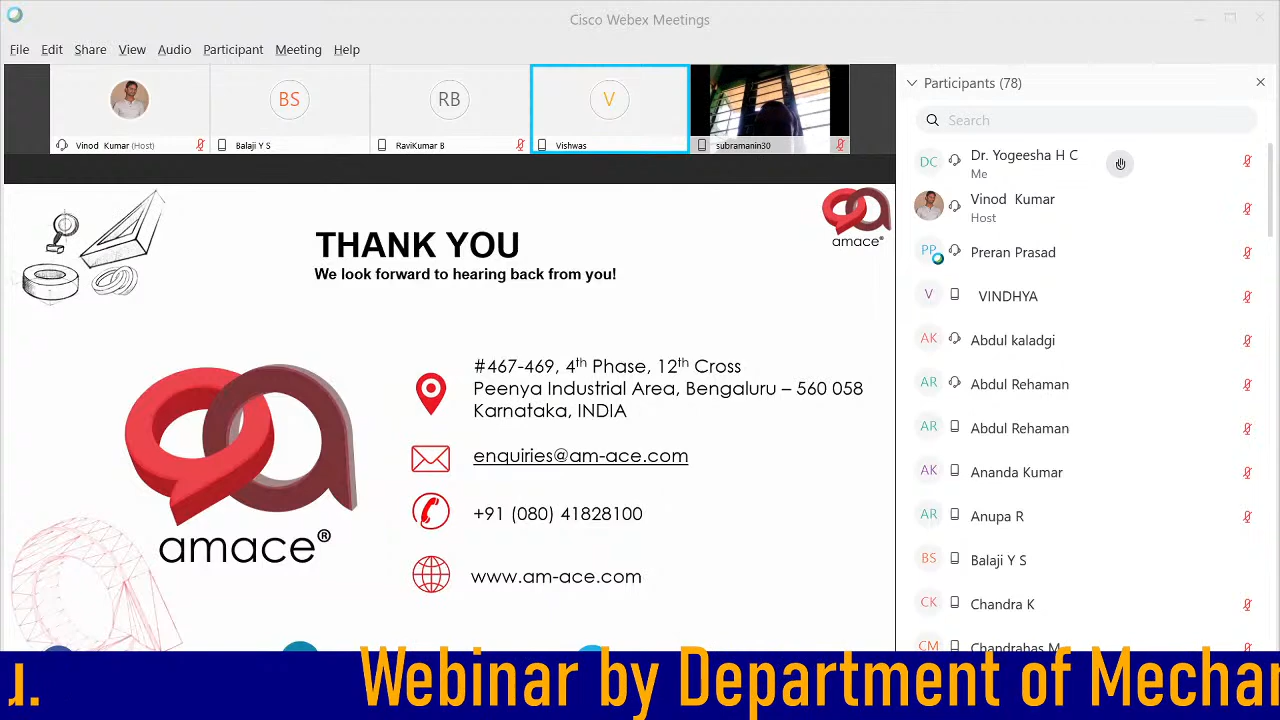 Cisco Webex Meetings
File Edit Share View Audio Participant Meeting Help
BS
RB
V
Vinod Kumar (Host)
Balaji Y S
RaviKumar B
Vishwas
subramanin30
THANK YOU
We look forward to hearing back from you!
amace®
#467-469, 4th Phase, 12th Cross
Peenya Industrial Area, Bengaluru – 560 058
Karnataka, INDIA
enquiries@am-ace.com
+91 (080) 41828100
www.am-ace.com
amace®
Participants (78)
Search
DC Dr. Yogeesha H C
Me
Vinod Kumar
Host
PP Preran Prasad
V VINDHYA
AK Abdul kaladgi
AR Abdul Rehaman
AR Abdul Rehaman
AK Ananda Kumar
AR Anupa R
BS Balaji Y S
CK Chandra K
CM Chandrahas M
Webinar by Department of Mechan